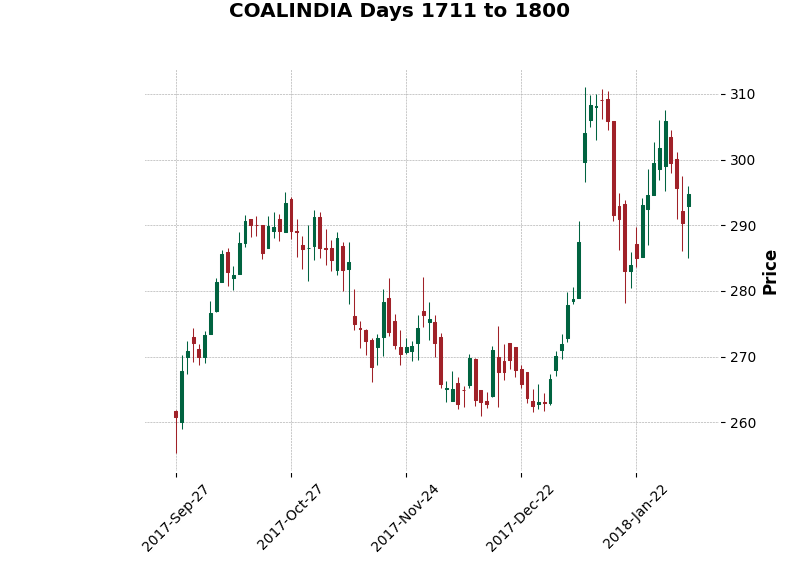 COALINDIA Days 1711 to 1800
310
300
290
280
270
260
Price
2017-Sep-27
2017-Oct-27
2017-Nov-24
2017-Dec-22
2018-Jan-22